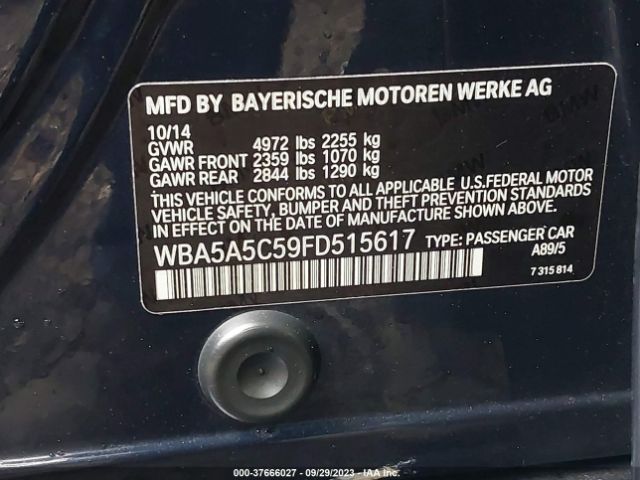 MFD BY BAYERISCHE MOTOREN WERKE AG
10/14
GVWR 4972 lbs 2255 kg
GAWR FRONT 2359 lbs 1070 kg
GAWR REAR 2844 lbs 1290 kg
THIS VEHICLE CONFORMS TO ALL APPLICABLE U.S.FEDERAL MOTOR
VEHICLE SAFETY, BUMPER AND THEFT PREVENTION STANDARDS
IN EFFECT ON THE DATE OF MANUFACTURE SHOWN ABOVE.
WBA5A5C59FD515617 TYPE: PASSENGER CAR
A89/5
7 315 814
000-37666027 - 09/29/2023 - IAA Inc.